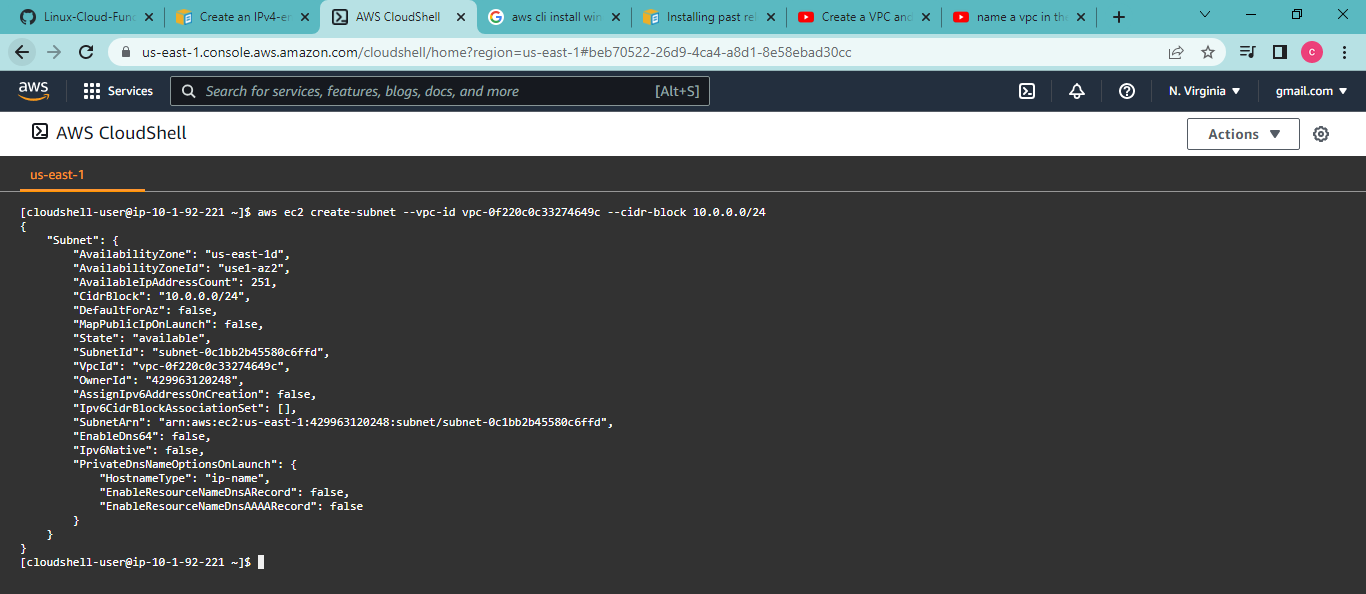 Linux-Cloud-Func
Create an IPv4-en
AWS CloudShell
aws cli install win
Installing past rel
Create a VPC and
name a vpc in the
us-east-1.console.aws.amazon.com/cloudshell/home?region=us-east-1#beb70522-26d9-4ca4-a8d1-8e58ebad30cc
c
aws
Services
Search for services, features, blogs, docs, and more
[Alt+S]
N. Virginia
gmail.com
AWS CloudShell
Actions
us-east-1
[cloudshell-user@ip-10-1-92-221 ~]$ aws ec2 create-subnet --vpc-id vpc-0f220c0c33274649c --cidr-block 10.0.0.0/24
{
    "Subnet": {
        "AvailabilityZone": "us-east-1d",
        "AvailabilityZoneId": "use1-az2",
        "AvailableIpAddressCount": 251,
        "CidrBlock": "10.0.0.0/24",
        "DefaultForAz": false,
        "MapPublicIpOnLaunch": false,
        "State": "available",
        "SubnetId": "subnet-0c1bb2b45580c6ffd",
        "VpcId": "vpc-0f220c0c33274649c",
        "OwnerId": "429963120248",
        "AssignIpv6AddressOnCreation": false,
        "Ipv6CidrBlockAssociationSet": [],
        "SubnetArn": "arn:aws:ec2:us-east-1:429963120248:subnet/subnet-0c1bb2b45580c6ffd",
        "EnableDns64": false,
        "Ipv6Native": false,
        "PrivateDnsNameOptionsOnLaunch": {
            "HostnameType": "ip-name",
            "EnableResourceNameDnsARecord": false,
            "EnableResourceNameDnsAAAARecord": false
        }
    }
}
[cloudshell-user@ip-10-1-92-221 ~]$